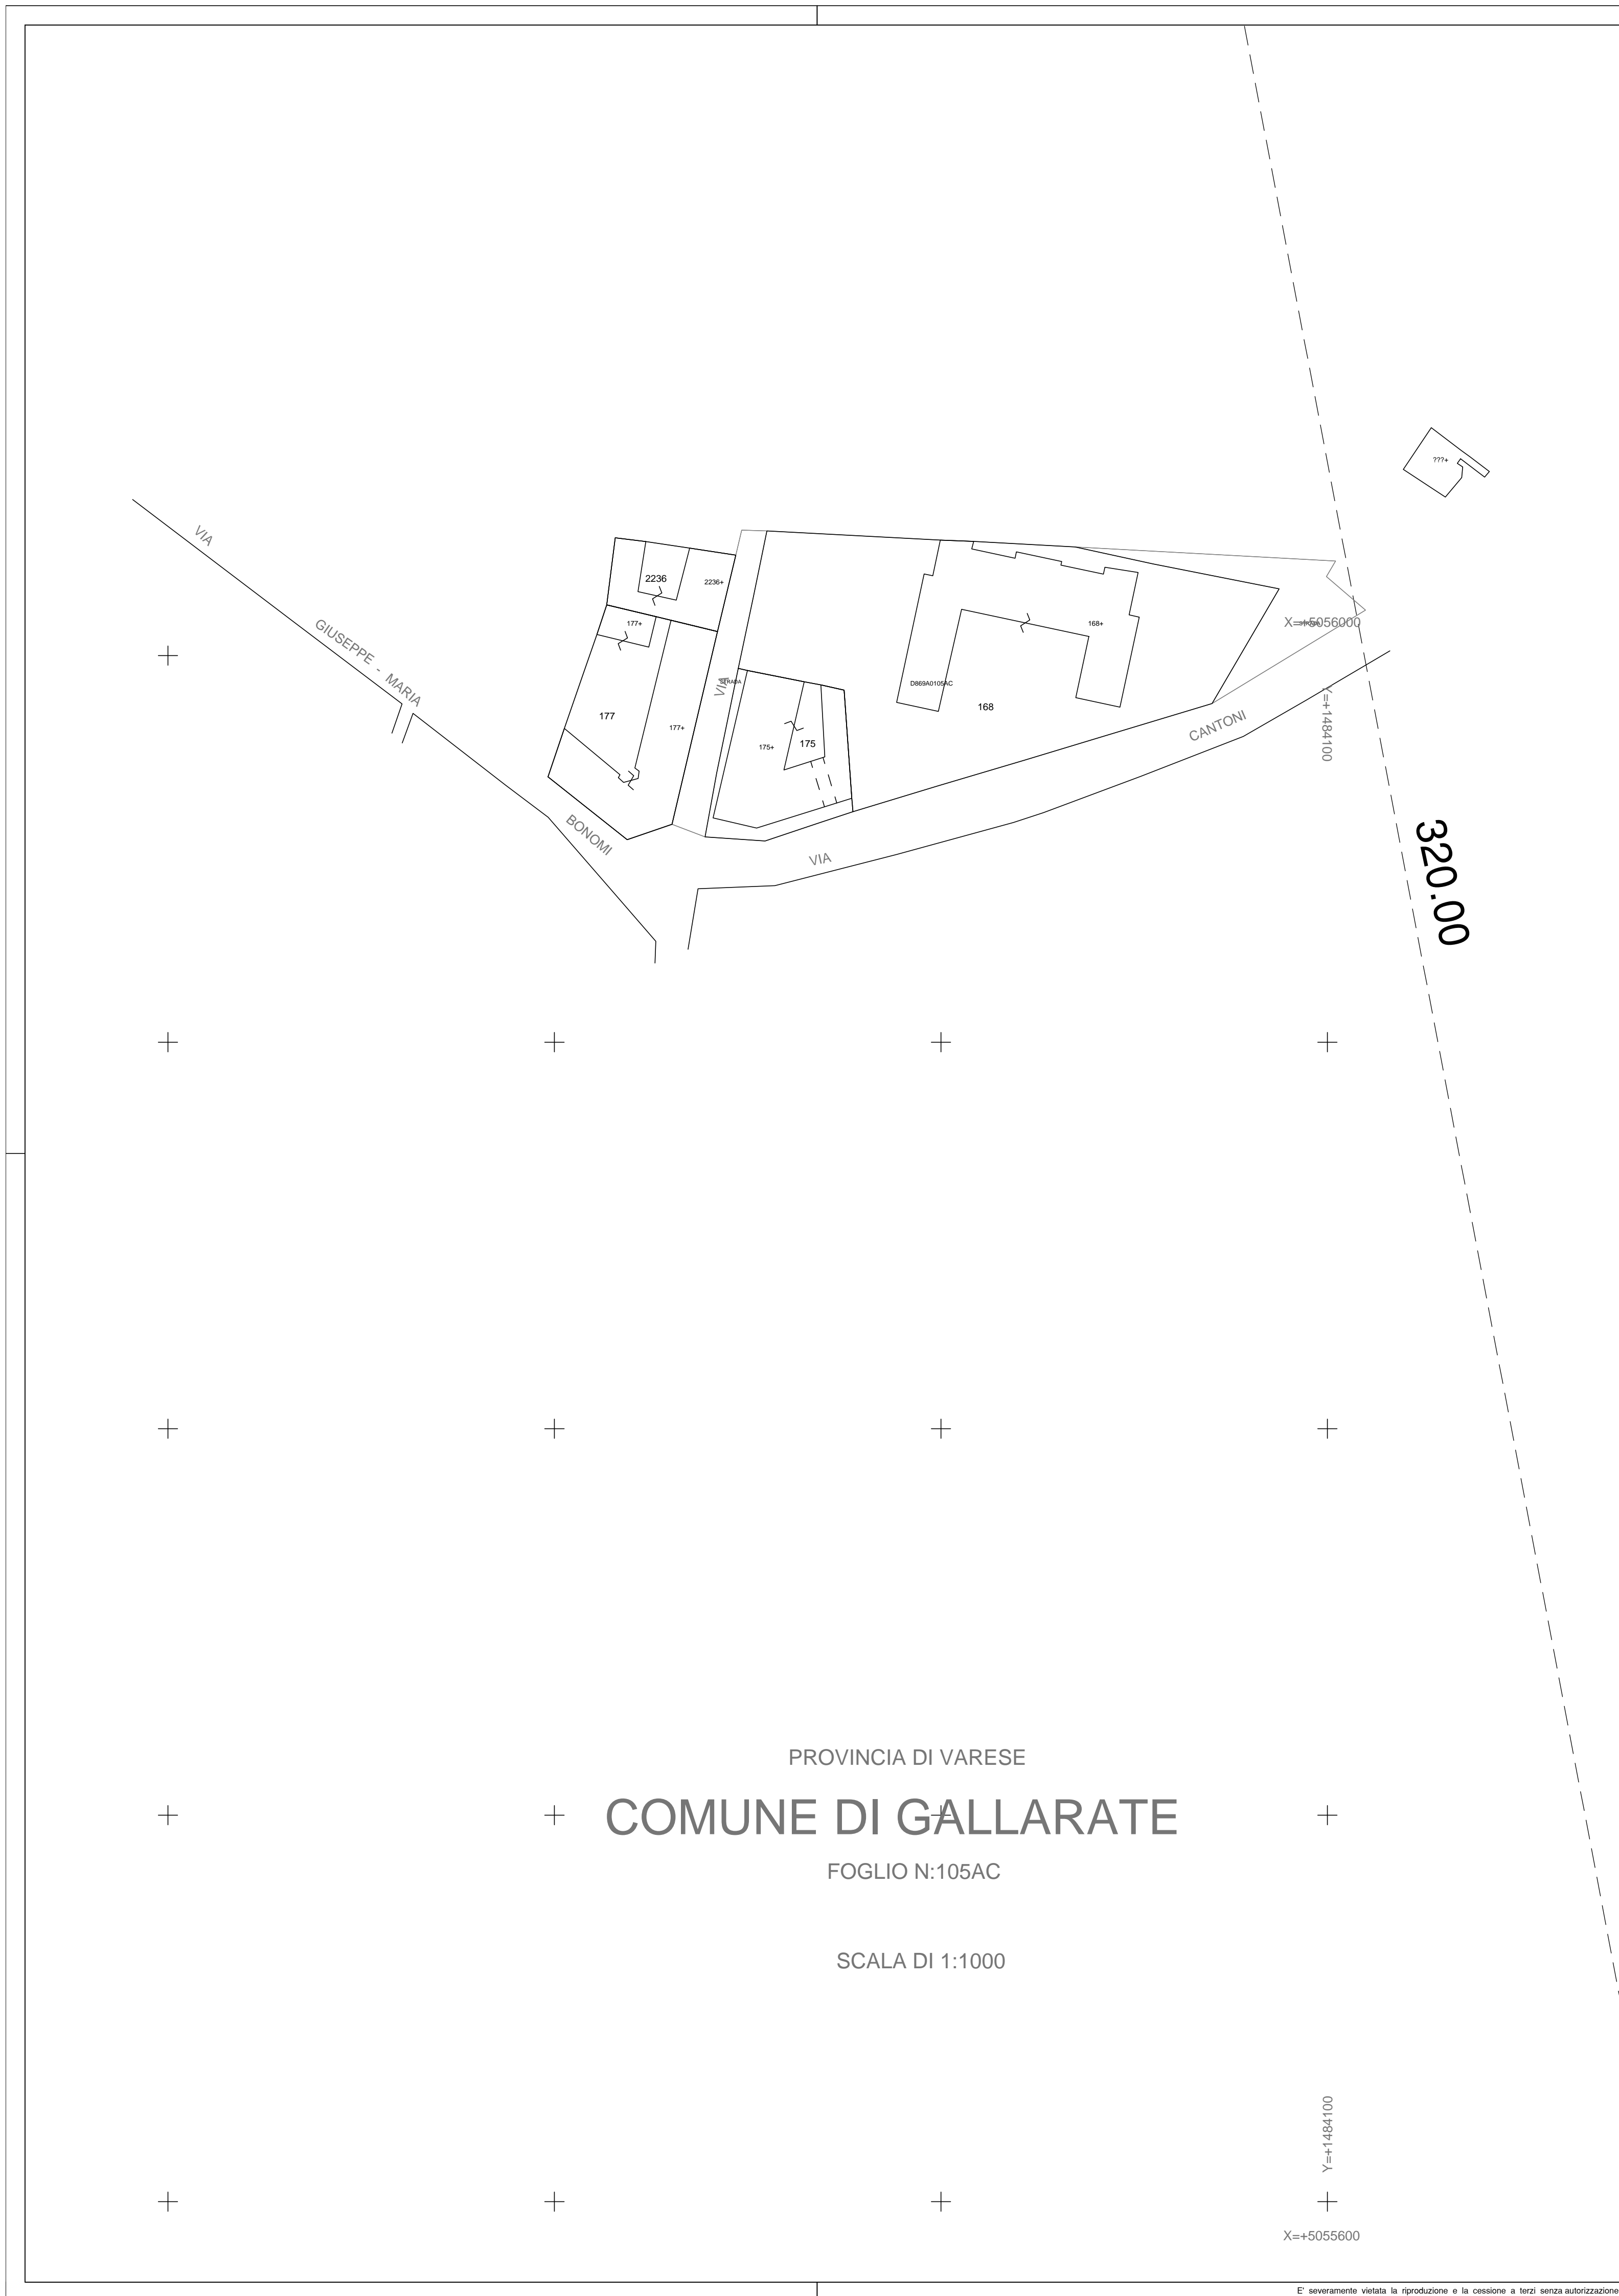 ???+
VIA
2236
2236+
177+
GIUSEPPE - MARIA
168+
X=+5056000
VIA
STRADA
D869A0105AC
168
177
177+
175+
175
CANTONI
Y=+1484100
BONOMI
VIA
320.00
PROVINCIA DI VARESE
COMUNE DI GALLARATE
FOGLIO N:105AC
SCALA DI 1:1000
Y=+1484100
X=+5055600
E' severamente vietata la riproduzione e la cessione a terzi senza autorizzazione